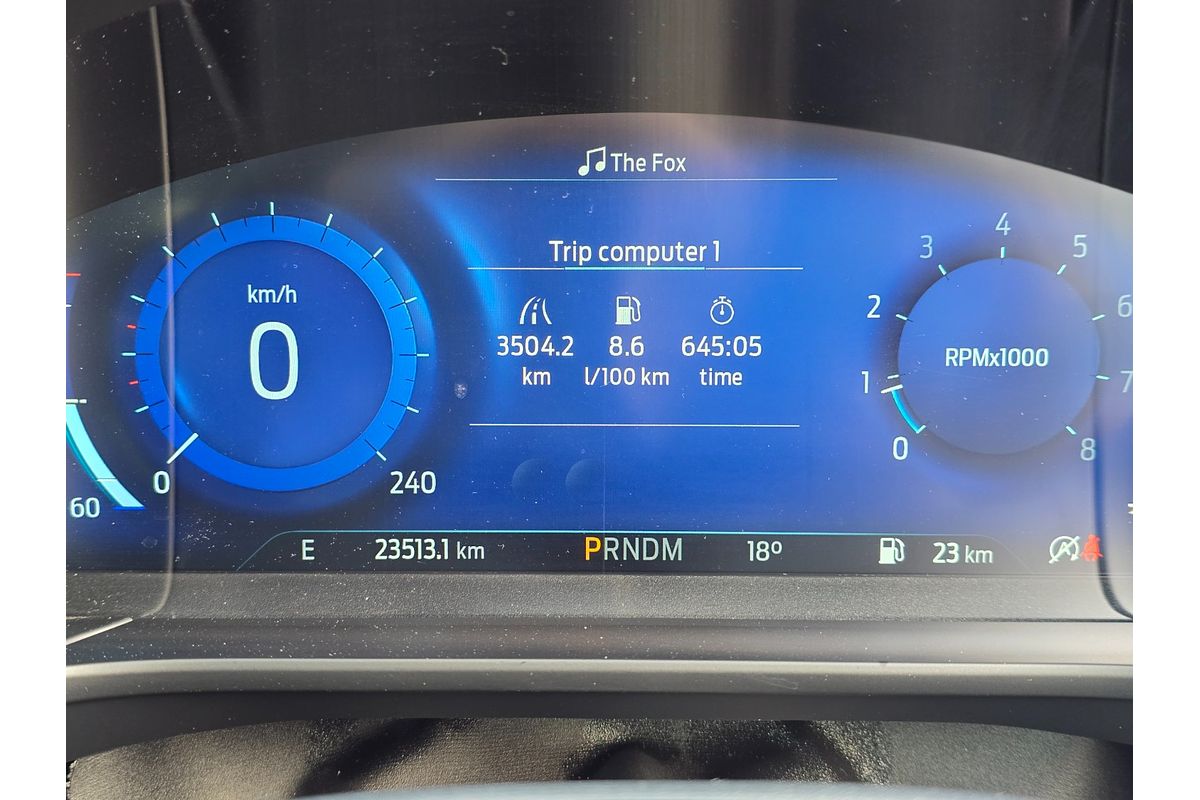 The Fox
Trip computer 1
km/h
0
3504.2 8.6 645:05
km l/100 km time
0 240
60
RPMx1000
0 1 2 3 4 5 6 7 8
E 23513.1 km PRNDM 18º 23 km